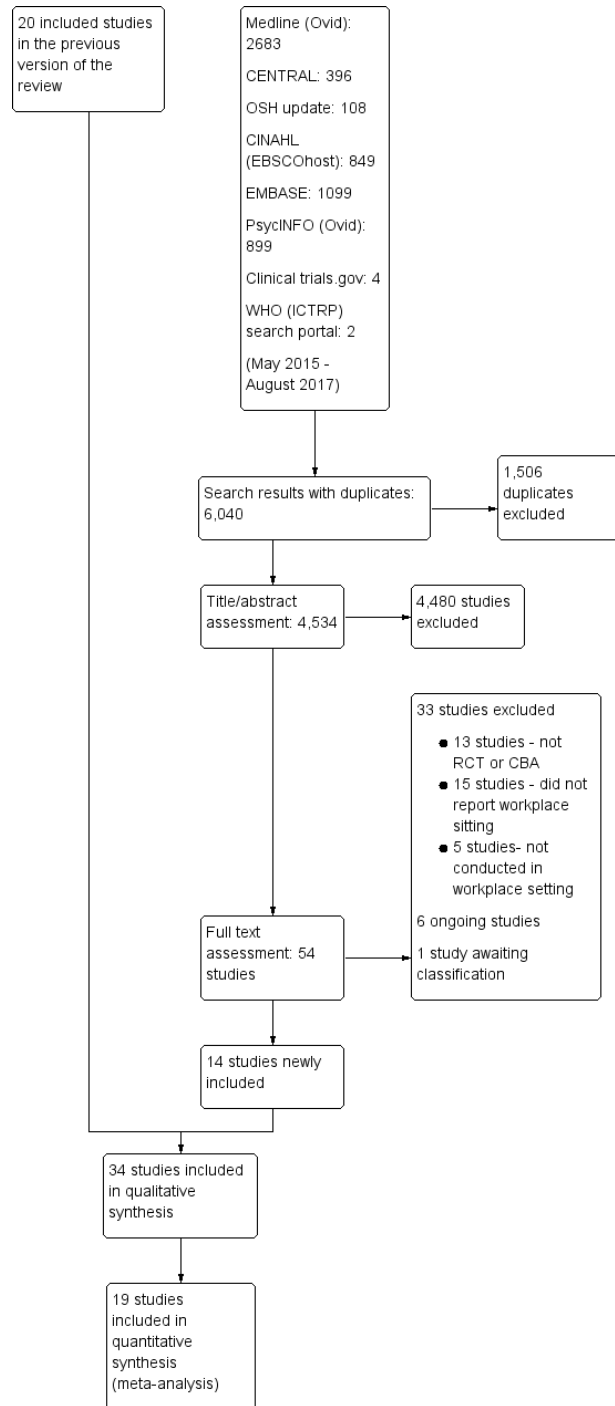 20 included studies
in the previous
version of the
review
Medline (Ovid):
2683
CENTRAL: 396
OSH update: 108
CINAHL
(EBSCOhost): 849
EMBASE: 1099
PsycINFO (Ovid):
899
Clinical trials.gov: 4
WHO (ICTRP)
search portal: 2
(May 2015 -
August 2017)
Search results with duplicates:
6,040
1,506
duplicates
excluded
Title/abstract
assessment: 4,534
4,480 studies
excluded
33 studies excluded
● 13 studies - not
RCT or CBA
● 15 studies - did not
report workplace
sitting
● 5 studies- not
conducted in
workplace setting
6 ongoing studies
1 study awaiting
classification
Full text
assessment: 54
studies
14 studies newly
included
34 studies included
in qualitative
synthesis
19 studies
included in
quantitative
synthesis
(meta-analysis)